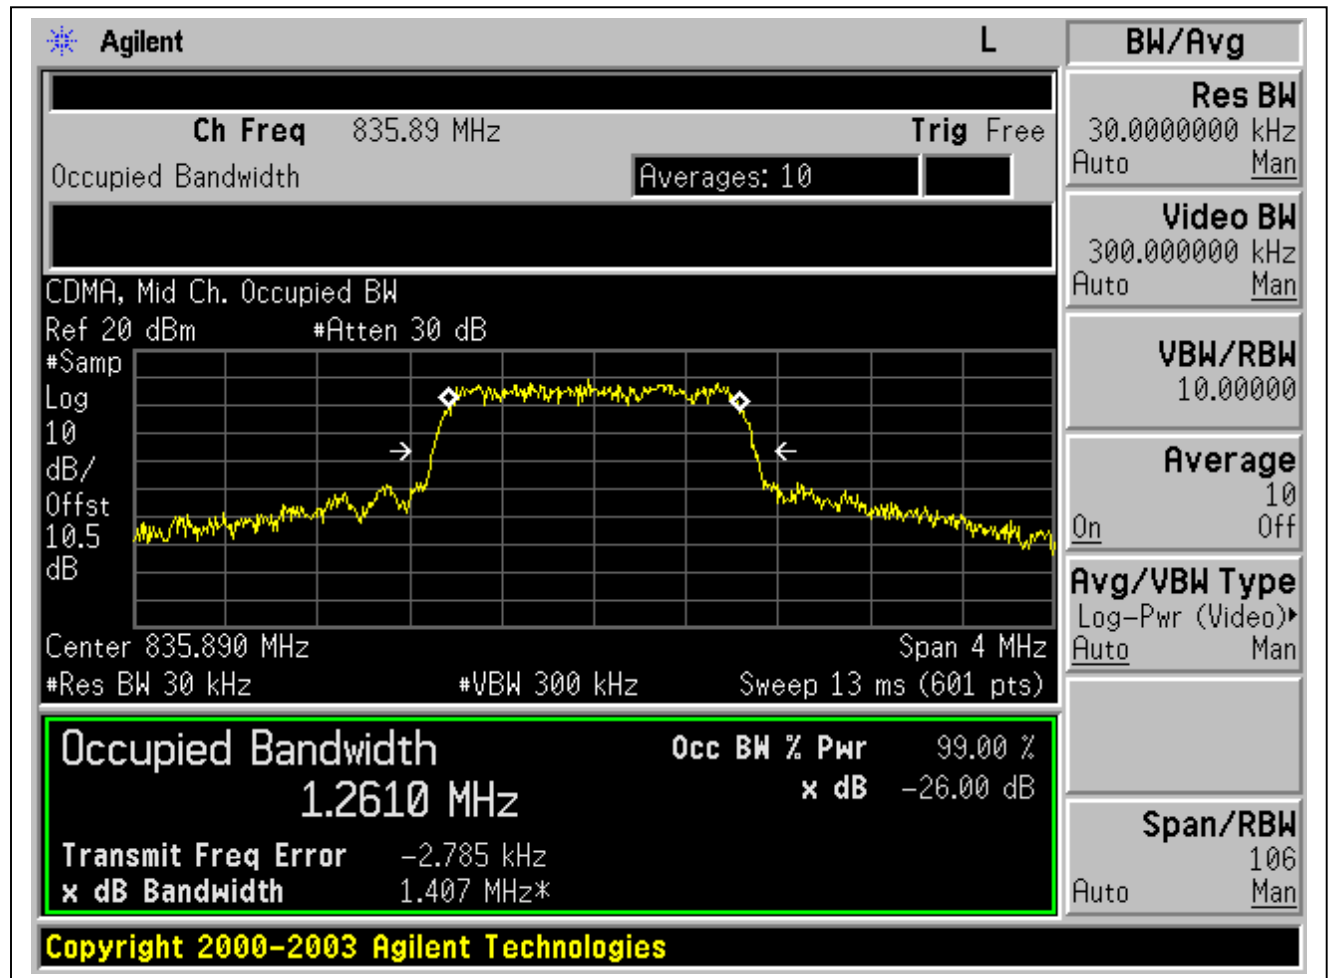 Agilent L
Ch Freq 835.89 MHz Trig Free
Occupied Bandwidth Averages: 10
CDMA, Mid Ch. Occupied BW
Ref 20 dBm #Atten 30 dB
#Samp
Log
10
dB/
Offst
10.5
dB
Center 835.890 MHz Span 4 MHz
#Res BW 30 kHz #VBW 300 kHz Sweep 13 ms (601 pts)
Occupied Bandwidth Occ BW % Pwr 99.00 %
1.2610 MHz x dB -26.00 dB
Transmit Freq Error -2.785 kHz
x dB Bandwidth 1.407 MHz*
BW/Avg
Res BW
30.0000000 kHz
Auto Man
Video BW
300.000000 kHz
Auto Man
VBW/RBW
10.00000
Average
10
On Off
Avg/VBW Type
Log-Pwr (Video)▸
Auto Man
Span/RBW
106
Auto Man
Copyright 2000-2003 Agilent Technologies